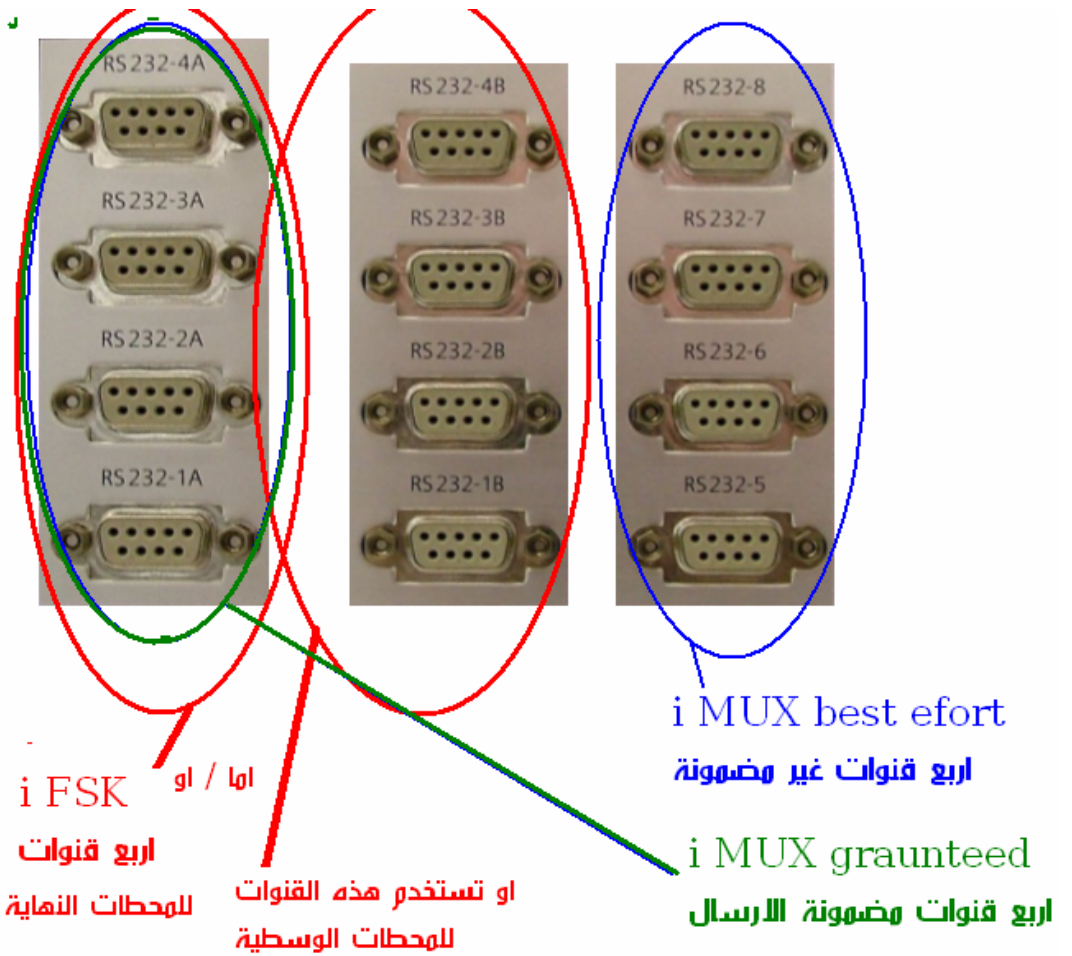 RS232-4A
RS232-3A
RS232-2A
RS232-1A
RS232-4B
RS232-3B
RS232-2B
RS232-1B
RS232-8
RS232-7
RS232-6
RS232-5
i MUX best efort
اربع قنوات غير مضمونة
i FSK
اما / او
اربع قنوات
للمحطات النهاية
او تستخدم هذه القنوات
للمحطات الوسطية
i MUX graunteed
اربع قنوات مضمونة الارسال